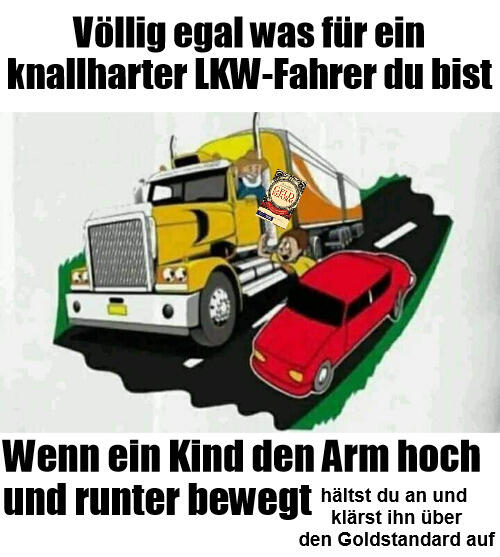 Völlig egal was für ein
knallharter LKW-Fahrer du bist
GELD
Wenn ein Kind den Arm hoch
und runter bewegt hältst du an und
klärst ihn über
den Goldstandard auf